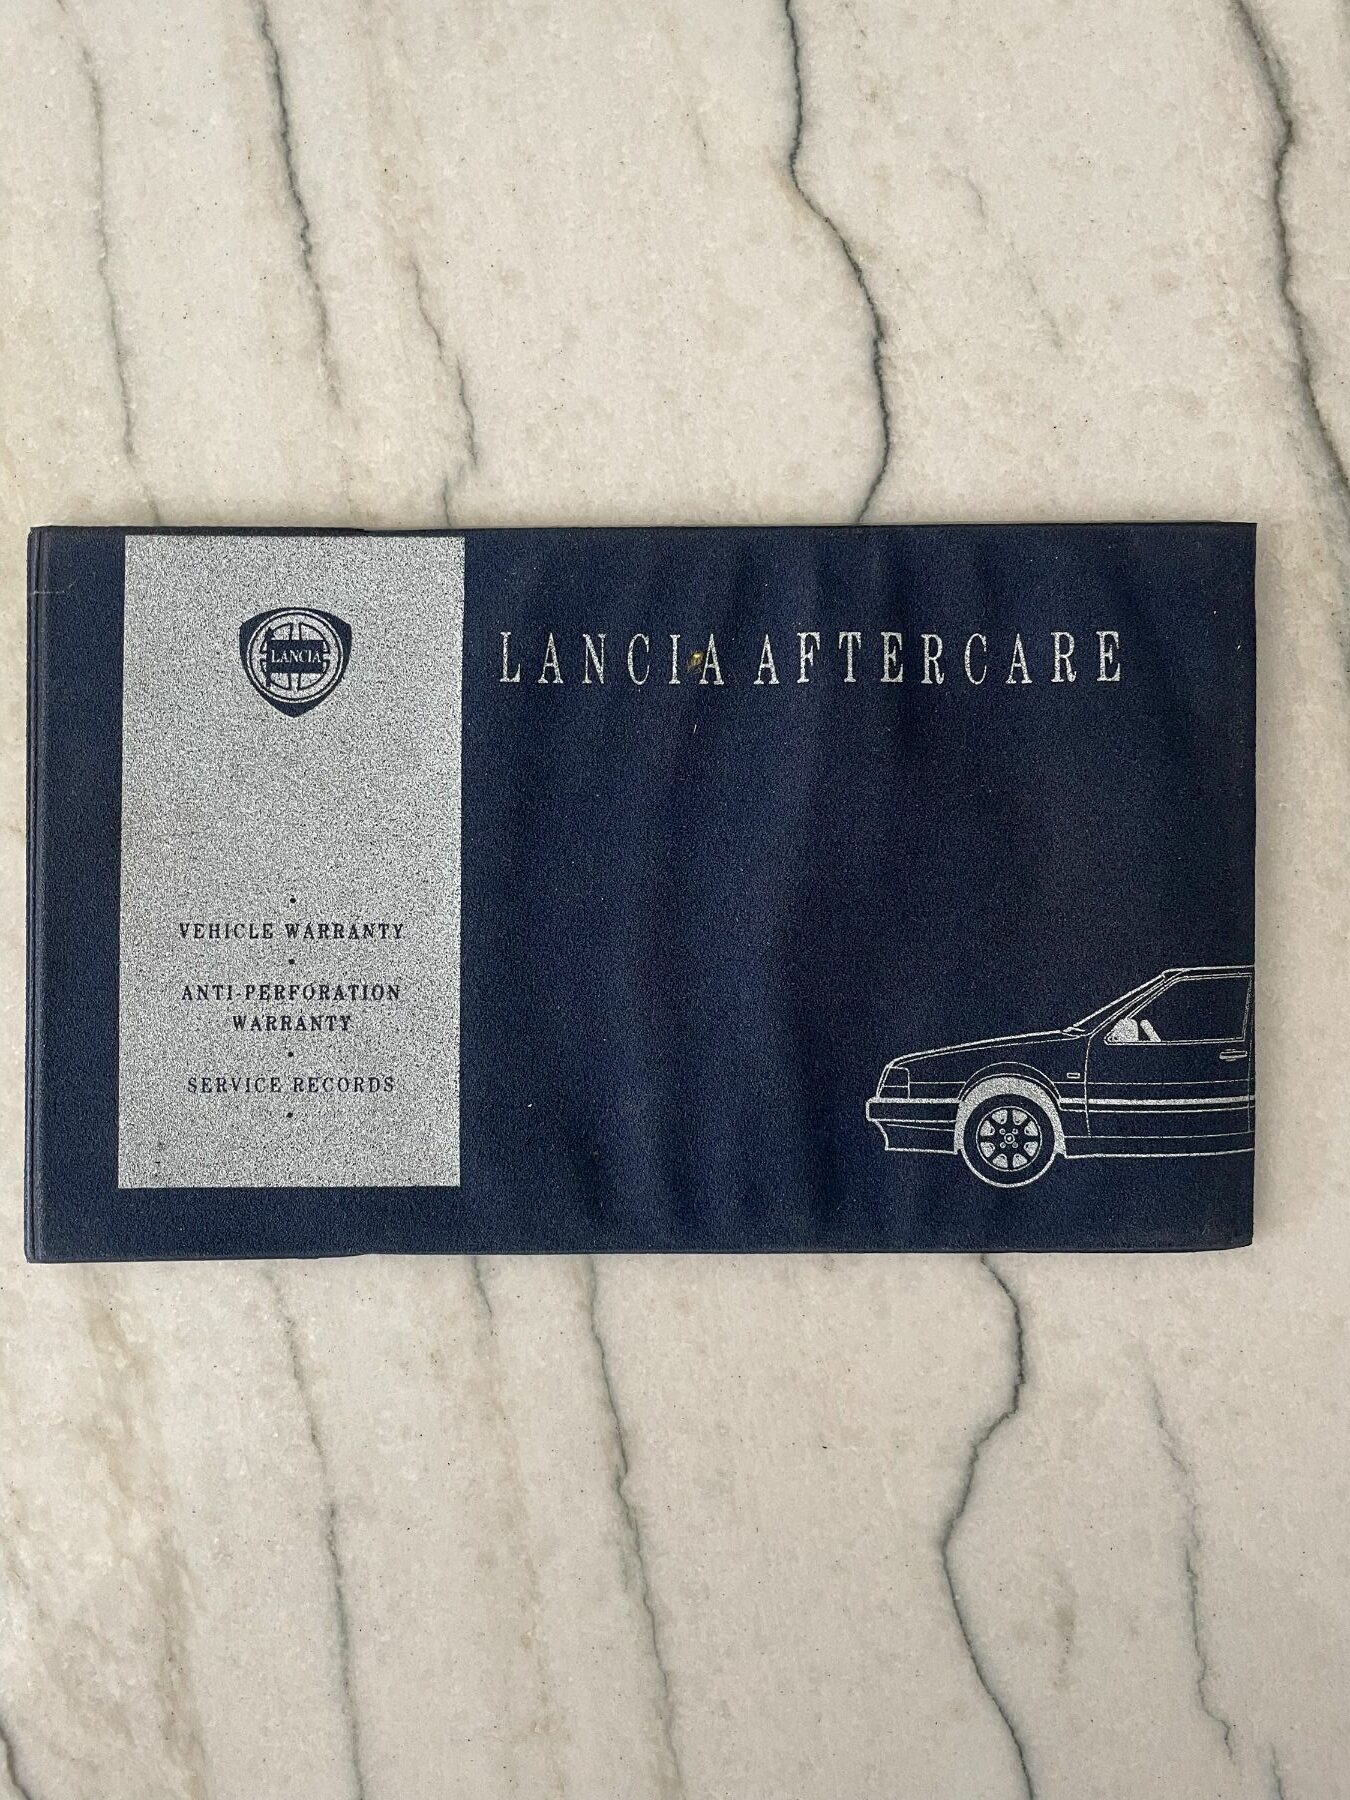 LANCIA
LANCIA AFTERCARE
VEHICLE WARRANTY
ANTI-PERFORATION
WARRANTY
SERVICE RECORDS